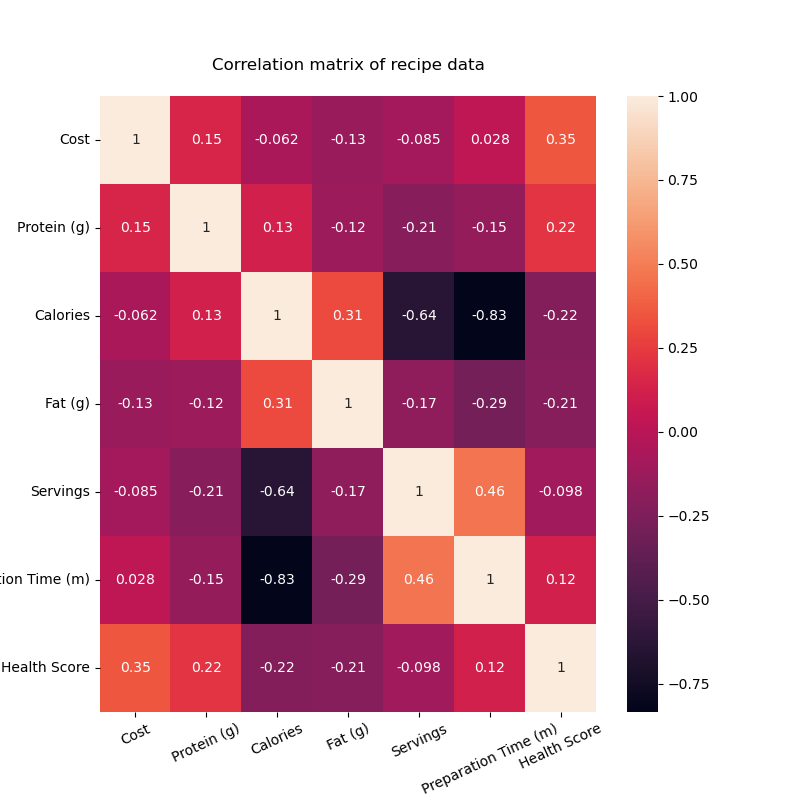 Correlation matrix of recipe data
Cost 1 0.15 -0.062 -0.13 -0.085 0.028 0.35
Protein (g) 0.15 1 0.13 -0.12 -0.21 -0.15 0.22
Calories -0.062 0.13 1 0.31 -0.64 -0.83 -0.22
Fat (g) -0.13 -0.12 0.31 1 -0.17 -0.29 -0.21
Servings -0.085 -0.21 -0.64 -0.17 1 0.46 -0.098
tion Time (m) 0.028 -0.15 -0.83 -0.29 0.46 1 0.12
Health Score 0.35 0.22 -0.22 -0.21 -0.098 0.12 1
Cost Protein (g) Calories Fat (g) Servings Preparation Time (m) Health Score
1.00
0.75
0.50
0.25
0.00
−0.25
−0.50
−0.75